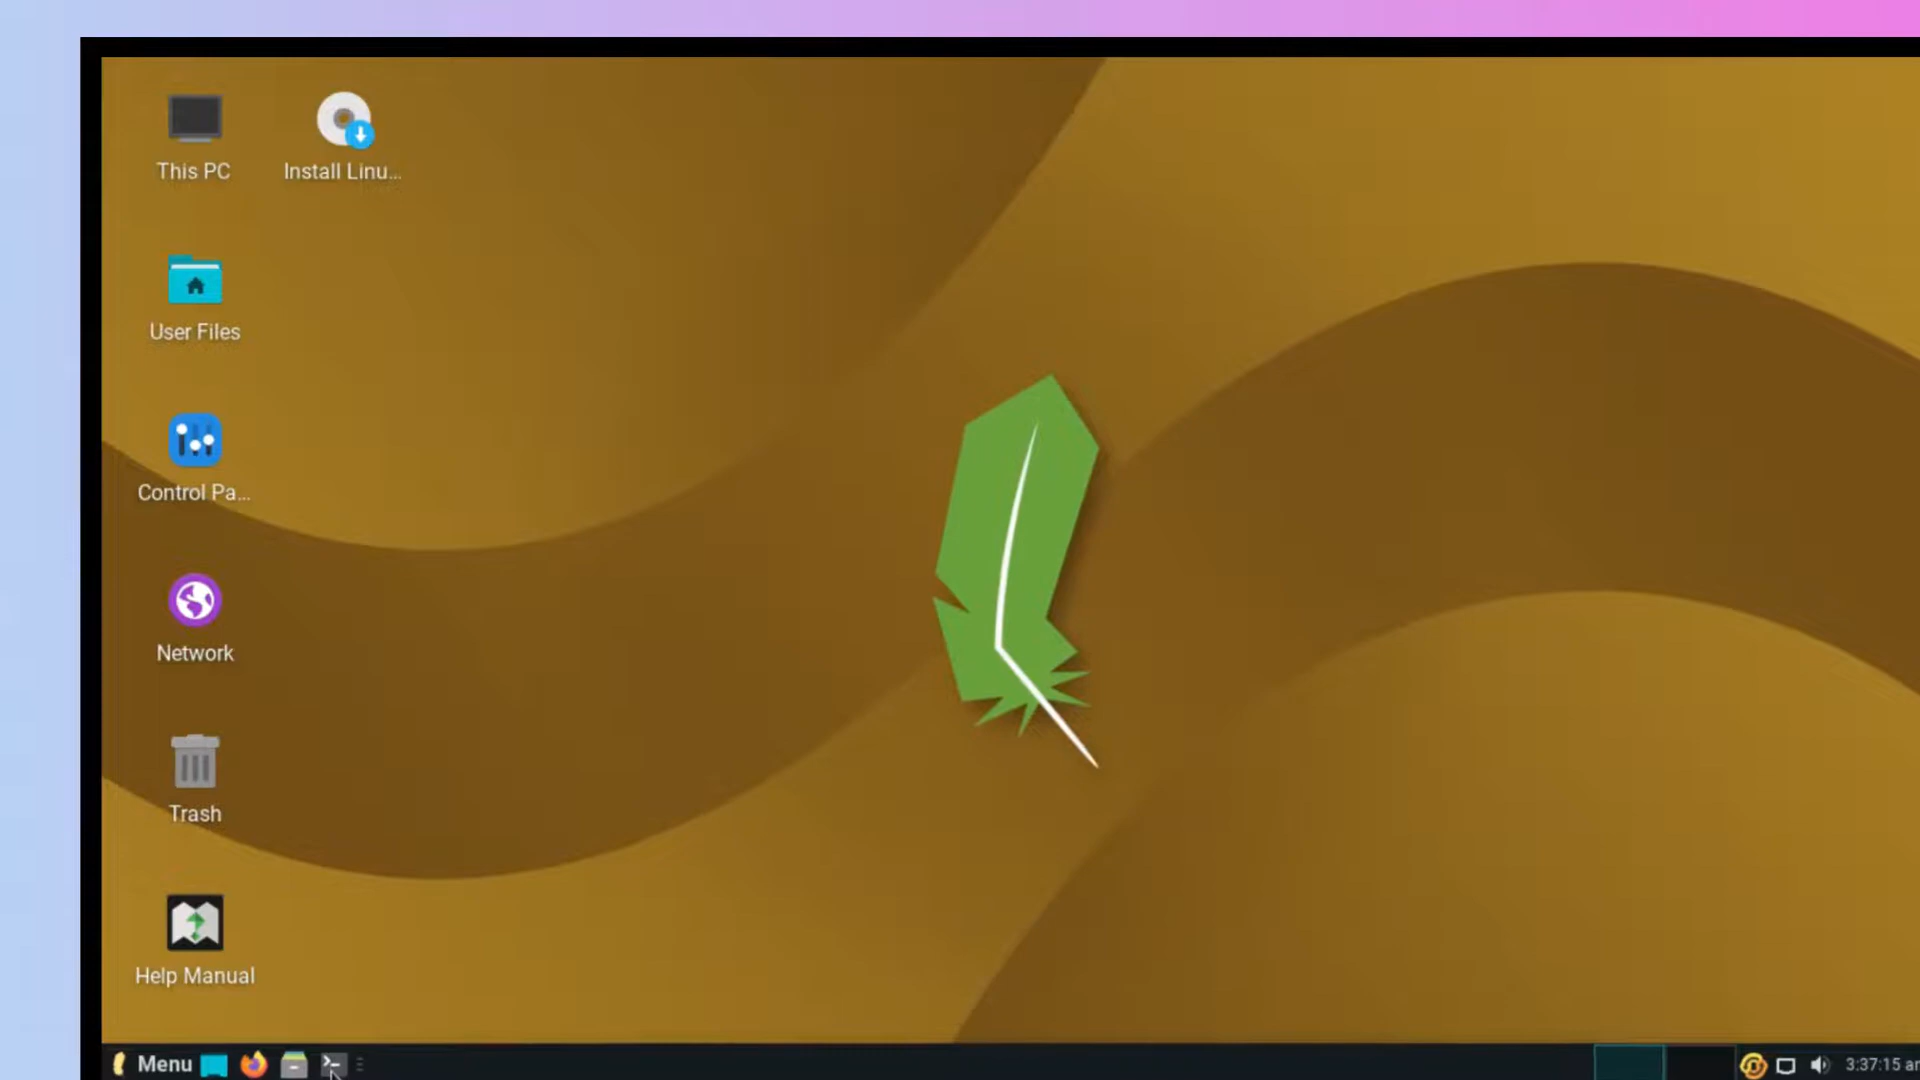 This PC
Install Linu...
User Files
Control Pa...
Network
Trash
Help Manual
Menu
3:37:15 a